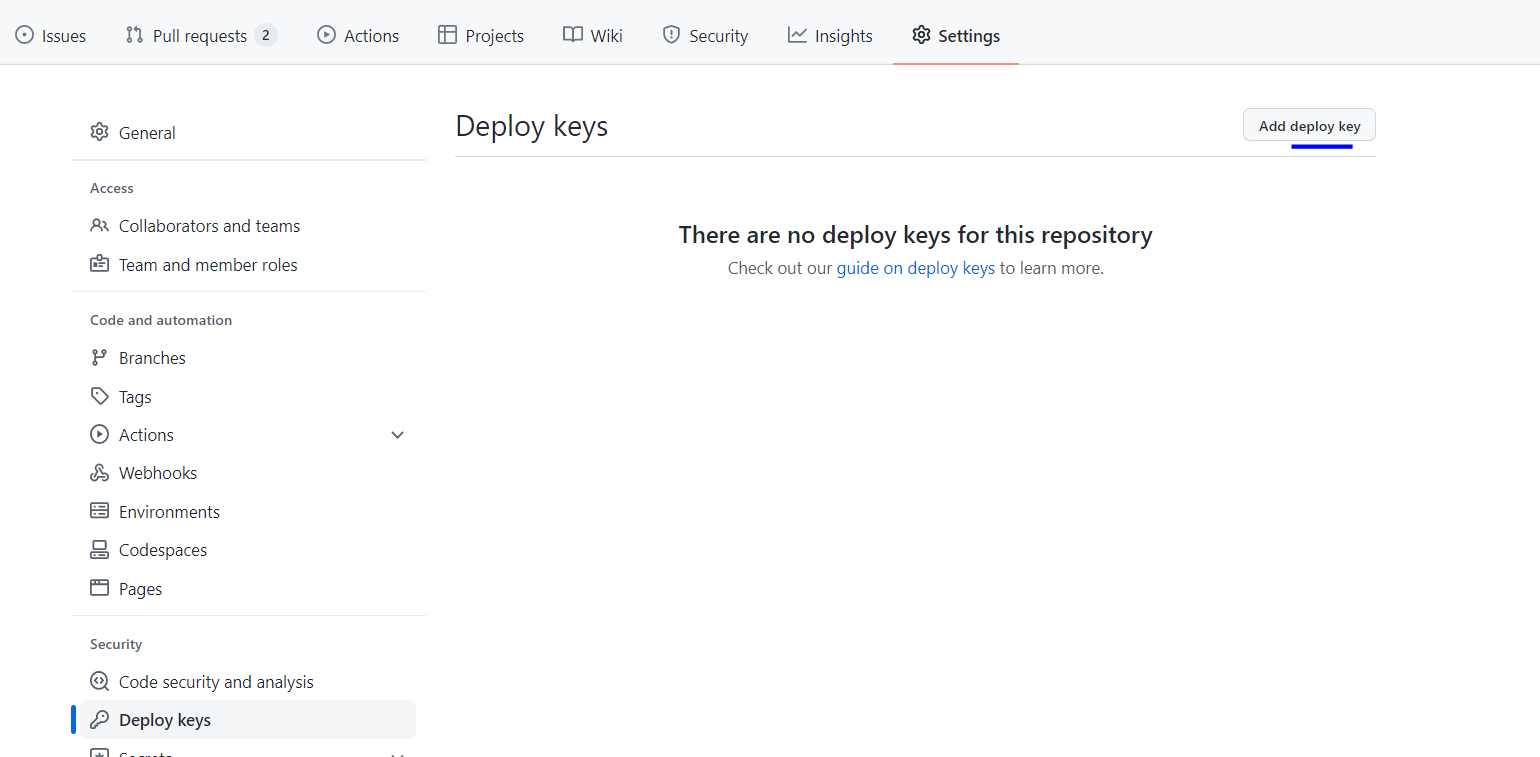 Issues Pull requests 2 Actions Projects Wiki Security Insights Settings
General
Access
Collaborators and teams
Team and member roles
Code and automation
Branches
Tags
Actions
Webhooks
Environments
Codespaces
Pages
Security
Code security and analysis
Deploy keys
Secrets
Deploy keys
Add deploy key
There are no deploy keys for this repository
Check out our guide on deploy keys to learn more.